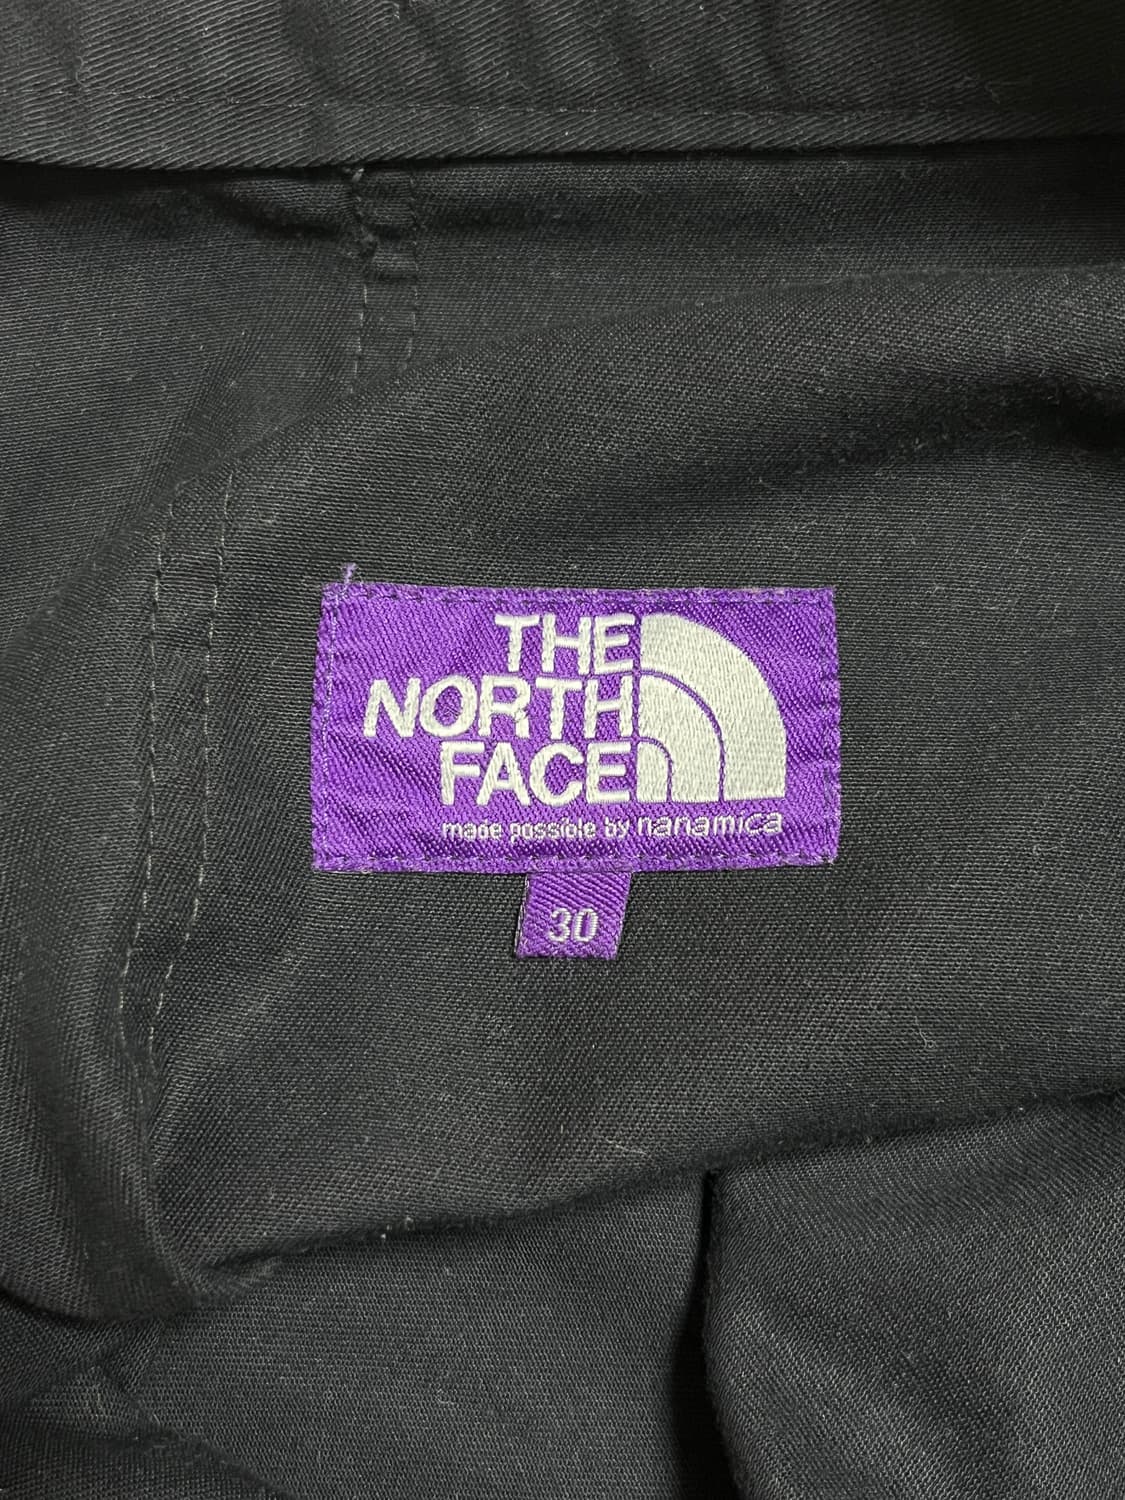 THE
NORTH
FACE
made possible by nanamica
30